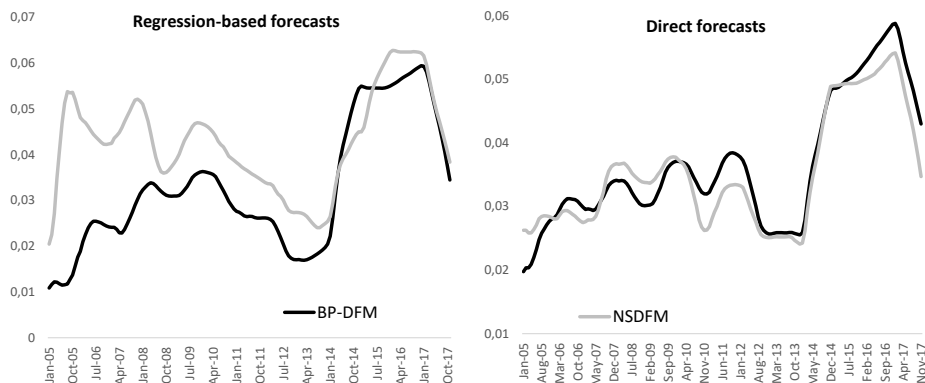 Regression-based forecasts
0,07
0,06
0,05
0,04
0,03
0,02
0,01
0
BP-DFM
Jan-05
Oct-05
Jul-06
Apr-07
Jan-08
Oct-08
Jul-09
Apr-10
Jan-11
Oct-11
Jul-12
Apr-13
Jan-14
Oct-14
Jul-15
Apr-16
Jan-17
Oct-17
Direct forecasts
0,06
0,05
0,04
0,03
0,02
0,01
NSDFM
Jan-05
Aug-05
Mar-06
Oct-06
May-07
Dec-07
Jul-08
Feb-09
Sep-09
Apr-10
Nov-10
Jun-11
Jan-12
Aug-12
Mar-13
Oct-13
May-14
Dec-14
Jul-15
Feb-16
Sep-16
Apr-17
Nov-17